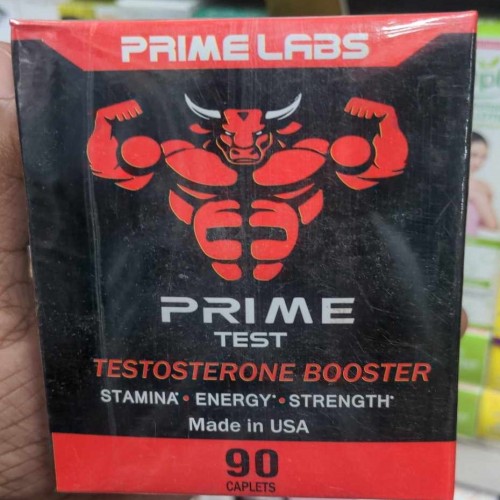 PRIME LABS
PRIME
TEST
TESTOSTERONE BOOSTER
STAMINA* • ENERGY* • STRENGTH*
Made in USA
90
CAPLETS